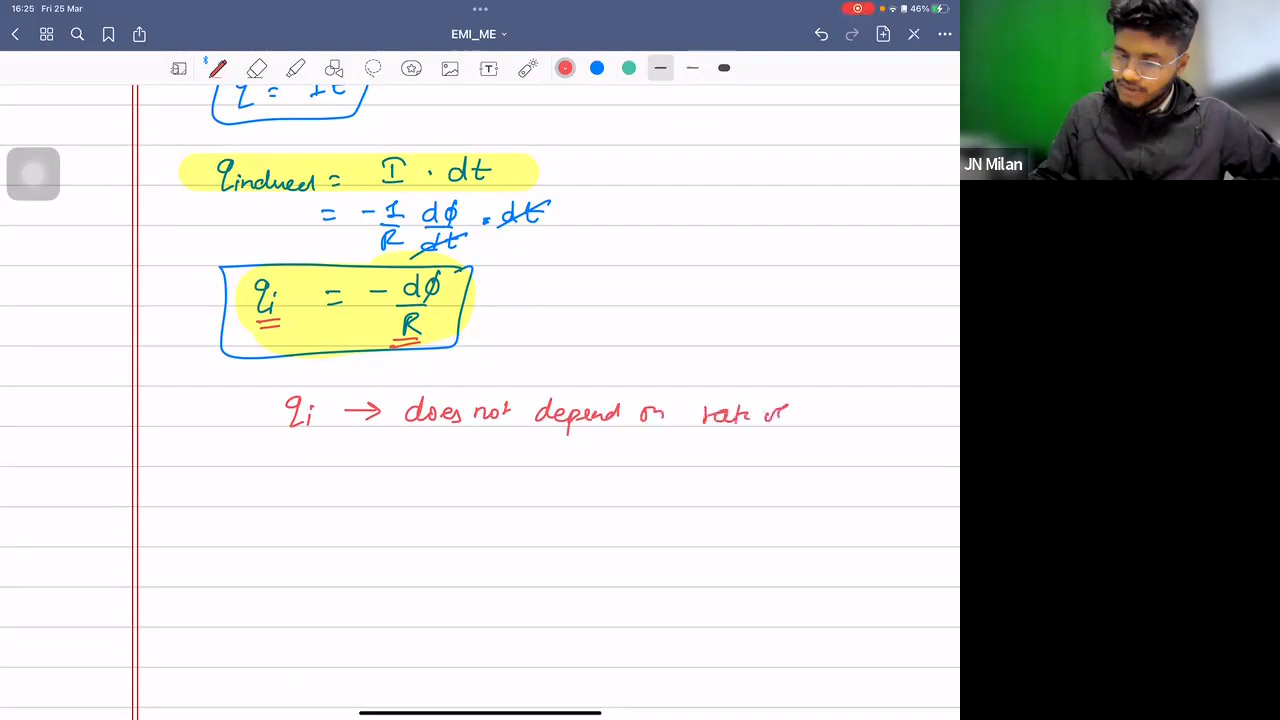 16:25 Fri 25 Mar
46%
EMI_ME
q = It
qinduced = I · dt
= -1/R dϕ/dt · dt
qi = -dϕ/R
qi → does not depend on rate of
JN Milan